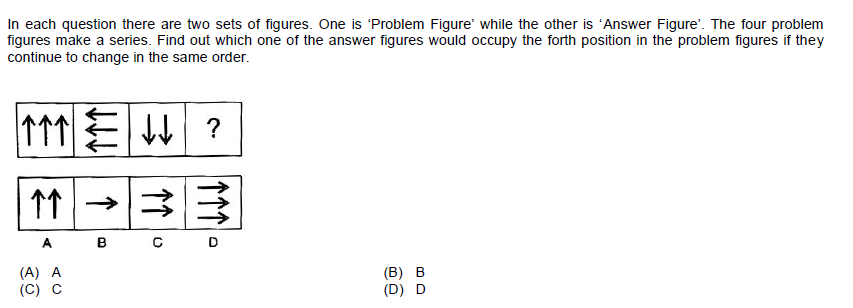 In each question there are two sets of figures. One is ‘Problem Figure’ while the other is ‘Answer Figure’. The four problem
figures make a series. Find out which one of the answer figures would occupy the forth position in the problem figures if they
continue to change in the same order.
?
A B C D
(A) A (B) B
(C) C (D) D